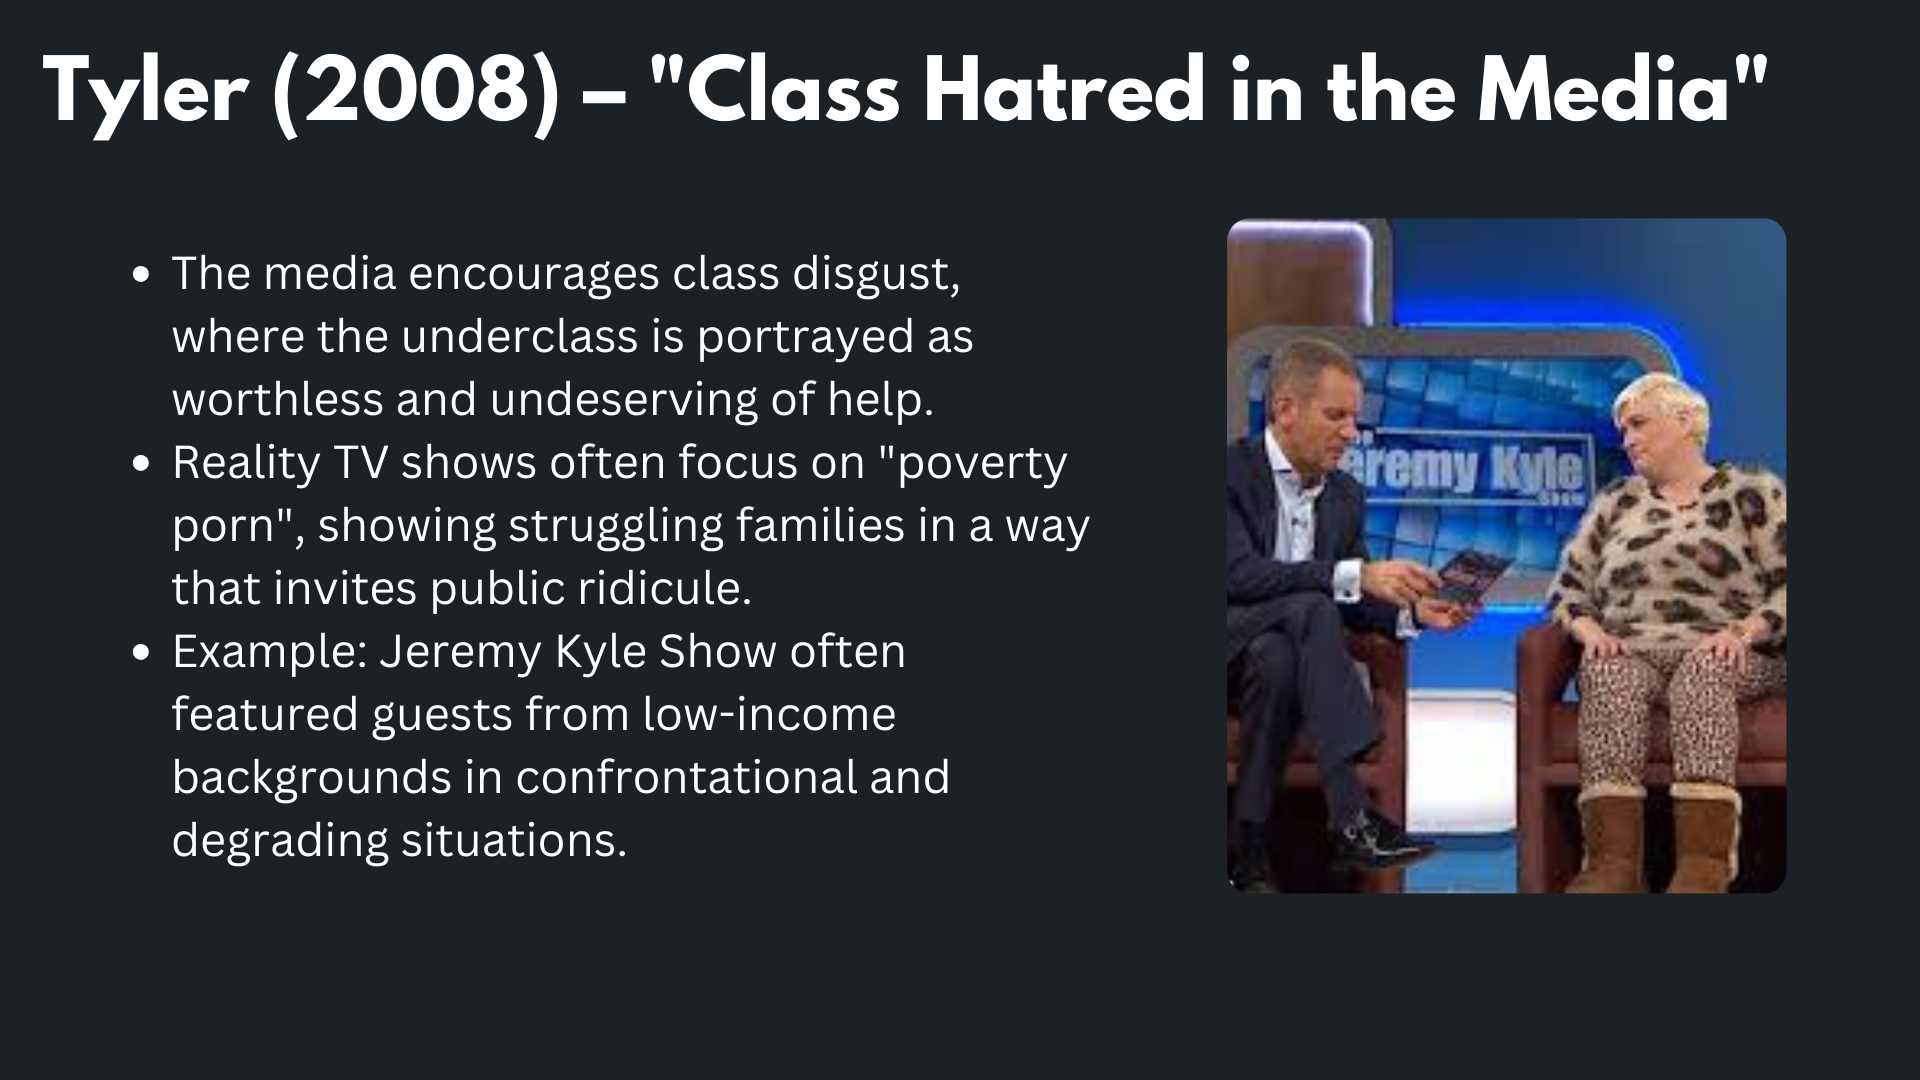 Tyler (2008) – "Class Hatred in the Media"
• The media encourages class disgust,
where the underclass is portrayed as
worthless and undeserving of help.
• Reality TV shows often focus on "poverty
porn", showing struggling families in a way
that invites public ridicule.
• Example: Jeremy Kyle Show often
featured guests from low-income
backgrounds in confrontational and
degrading situations.
eremy Kyle
Show